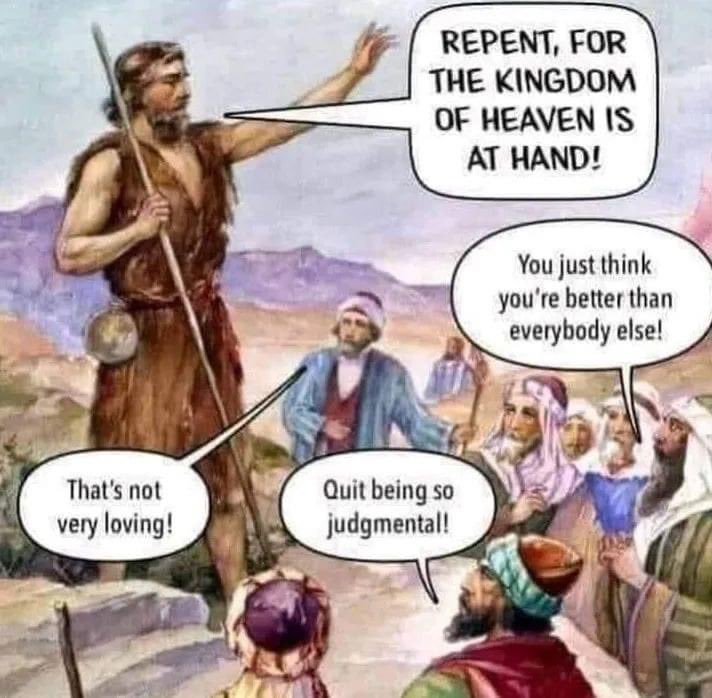 REPENT, FOR
THE KINGDOM
OF HEAVEN IS
AT HAND!
You just think
you're better than
everybody else!
That's not
very loving!
Quit being so
judgmental!